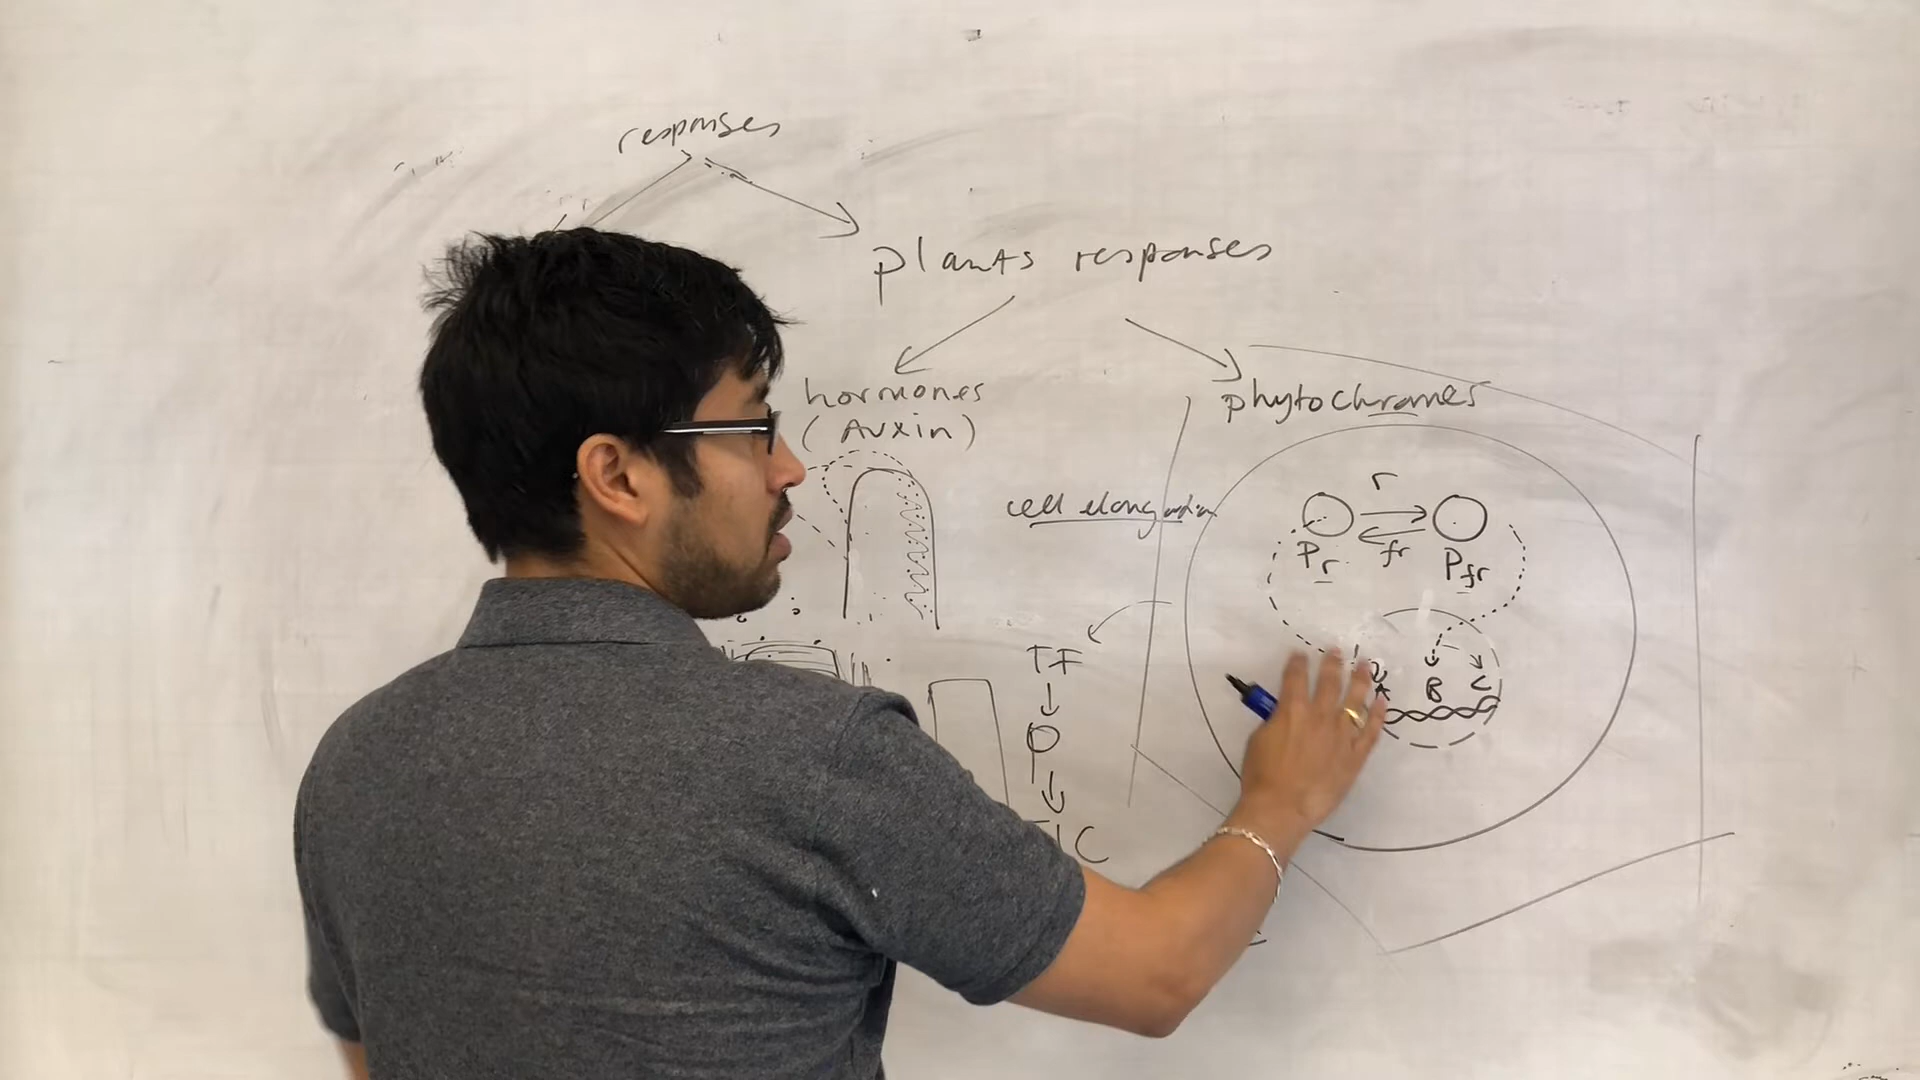 responses
plants responses
hormones
(Auxin)
phytochromes
cell elongation
r
fr
Pr
Pfr
TF
A B C